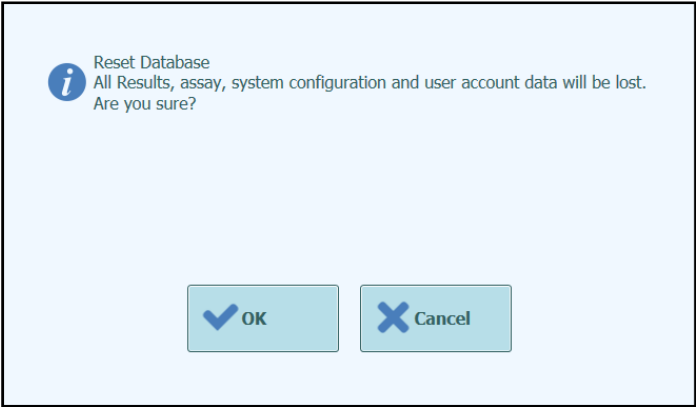 Reset Database
All Results, assay, system configuration and user account data will be lost.
Are you sure?
OK
Cancel